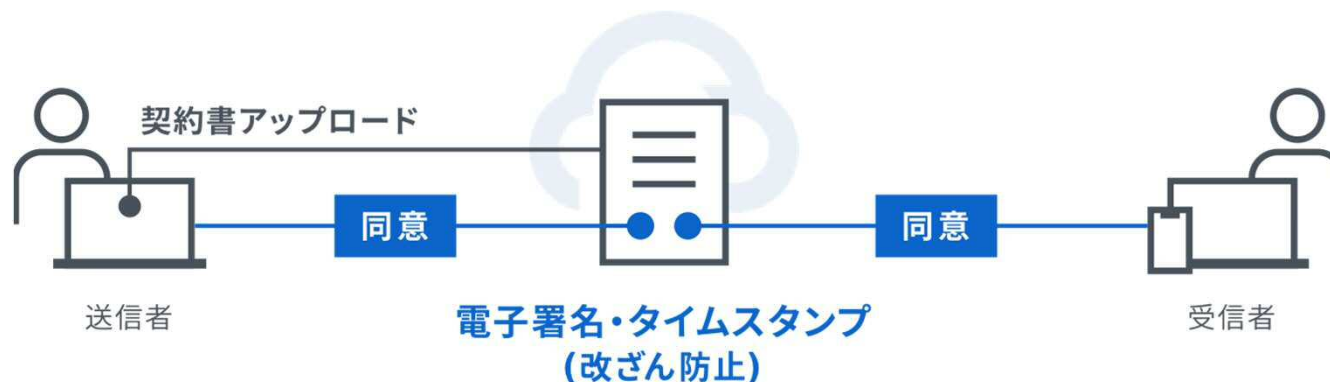 契約書アップロード
同意
同意
送信者
電子署名・タイムスタンプ
(改ざん防止)
受信者